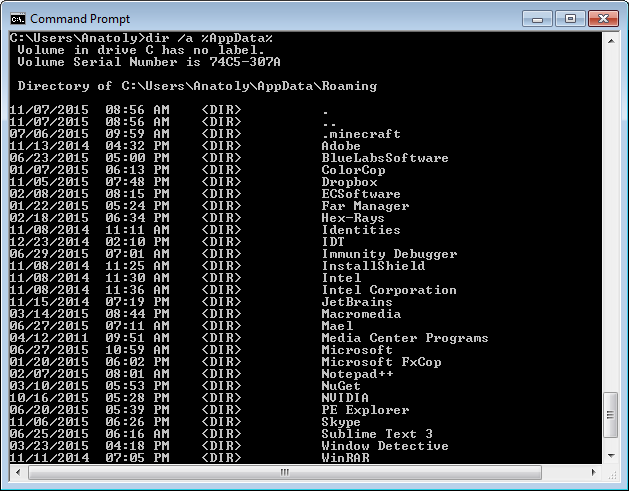 Command Prompt
C:\Users\Anatoly>dir /a %AppData%
Volume in drive C has no label.
Volume Serial Number is 74C5-307A
Directory of C:\Users\Anatoly\AppData\Roaming
11/07/2015 08:56 AM <DIR> .
11/07/2015 08:56 AM <DIR> ..
07/06/2015 09:59 AM <DIR> .minecraft
11/13/2014 04:32 PM <DIR> Adobe
06/23/2015 05:00 PM <DIR> BlueLabsSoftware
01/07/2015 06:13 PM <DIR> ColorCop
11/05/2015 07:48 PM <DIR> Dropbox
02/08/2015 08:15 PM <DIR> ECSoftware
01/22/2015 05:24 PM <DIR> Far Manager
02/18/2015 06:34 PM <DIR> Hex-Rays
11/08/2014 11:11 AM <DIR> Identities
12/23/2014 02:10 PM <DIR> IDT
06/29/2015 07:01 AM <DIR> Immunity Debugger
11/08/2014 11:25 AM <DIR> InstallShield
11/08/2014 11:30 AM <DIR> Intel
11/08/2014 11:36 AM <DIR> Intel Corporation
11/15/2014 07:19 PM <DIR> JetBrains
03/14/2015 08:44 PM <DIR> Macromedia
06/27/2015 07:11 AM <DIR> Mael
04/12/2011 09:51 AM <DIR> Media Center Programs
06/27/2015 10:59 AM <DIR> Microsoft
01/20/2015 06:02 PM <DIR> Microsoft FxCop
02/07/2015 08:01 AM <DIR> Notepad++
03/10/2015 05:53 PM <DIR> NuGet
10/16/2015 05:28 PM <DIR> NVIDIA
06/20/2015 05:39 PM <DIR> PE Explorer
11/06/2015 06:26 PM <DIR> Skype
06/25/2015 06:16 AM <DIR> Sublime Text 3
03/23/2015 04:18 PM <DIR> Window Detective
11/11/2014 07:05 PM <DIR> WinRAR